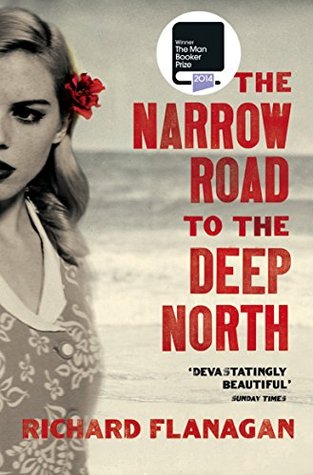 Winner
The Man
Booker
Prize
2014
THE
NARROW
ROAD
TO THE
DEEP
NORTH
‘DEVASTATINGLY
BEAUTIFUL’
SUNDAY TIMES
RICHARD FLANAGAN